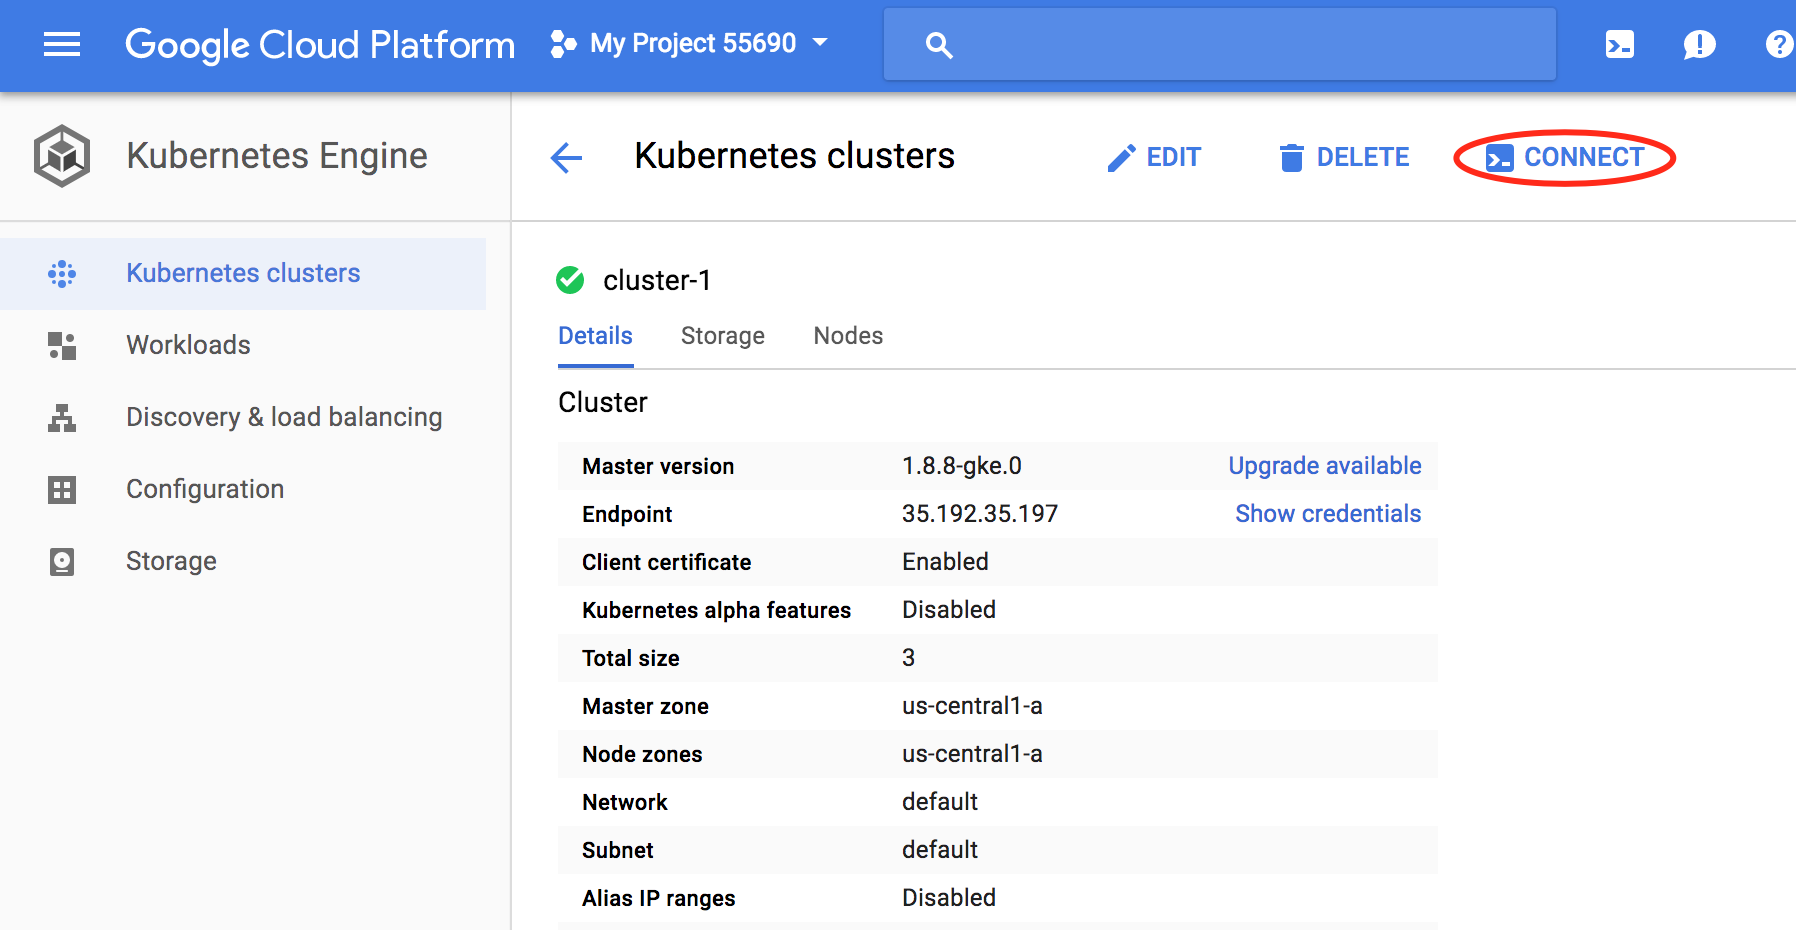 Google Cloud Platform My Project 55690
Kubernetes Engine
Kubernetes clusters
Workloads
Discovery & load balancing
Configuration
Storage
Kubernetes clusters EDIT DELETE CONNECT
cluster-1
Details Storage Nodes
Cluster
Master version 1.8.8-gke.0 Upgrade available
Endpoint 35.192.35.197 Show credentials
Client certificate Enabled
Kubernetes alpha features Disabled
Total size 3
Master zone us-central1-a
Node zones us-central1-a
Network default
Subnet default
Alias IP ranges Disabled